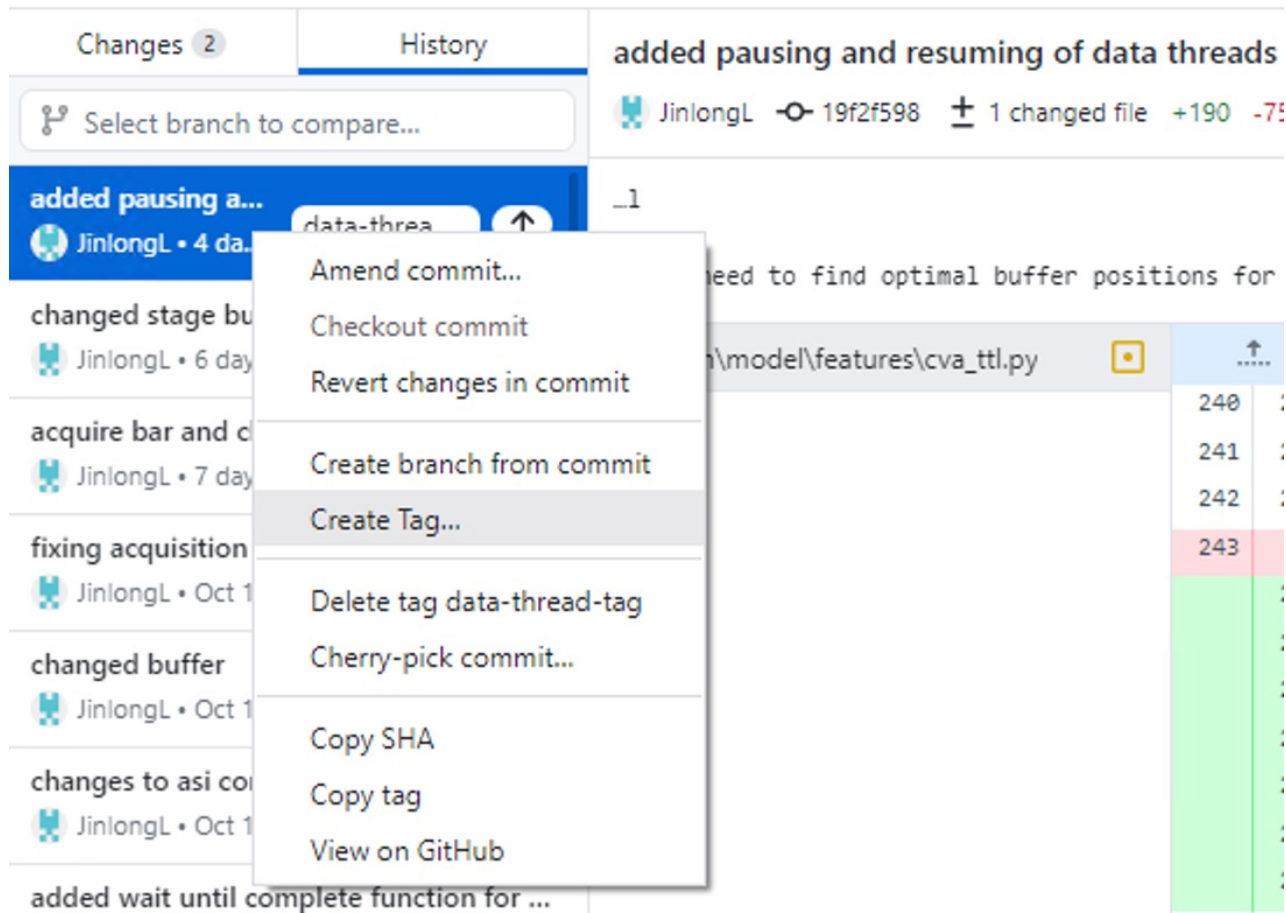 Changes 2
History
Select branch to compare...
added pausing a...
JinlongL • 4 da..
data-threa
changed stage bu
JinlongL • 6 day
acquire bar and c
JinlongL • 7 day
fixing acquisition
JinlongL • Oct 1
changed buffer
JinlongL • Oct 1
changes to asi co
JinlongL • Oct 1
added wait until complete function for ...
Amend commit...
Checkout commit
Revert changes in commit
Create branch from commit
Create Tag...
Delete tag data-thread-tag
Cherry-pick commit...
Copy SHA
Copy tag
View on GitHub
added pausing and resuming of data threads
JinlongL 19f2f598 1 changed file +190 -75
…l
need to find optimal buffer positions for
\model\features\cva_ttl.py
240
241
242
243